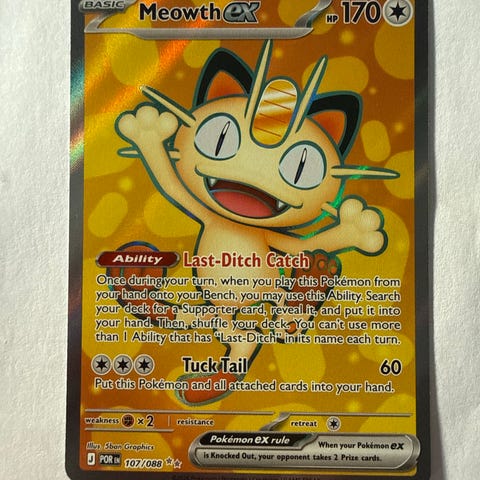 BASIC
Meowth ex HP 170
Ability Last-Ditch Catch
Once during your turn, when you play this Pokémon from
your hand onto your Bench, you may use this Ability. Search
your deck for a Supporter card, reveal it, and put it into
your hand. Then, shuffle your deck. You can't use more
than 1 Ability that has "Last-Ditch" in its name each turn.
Tuck Tail 60
Put this Pokémon and all attached cards into your hand.
weakness ×2 resistance retreat
Illus. 5ban Graphics
Pokémon ex rule When your Pokémon ex
is Knocked Out, your opponent takes 2 Prize cards.
J POR EN 107/088